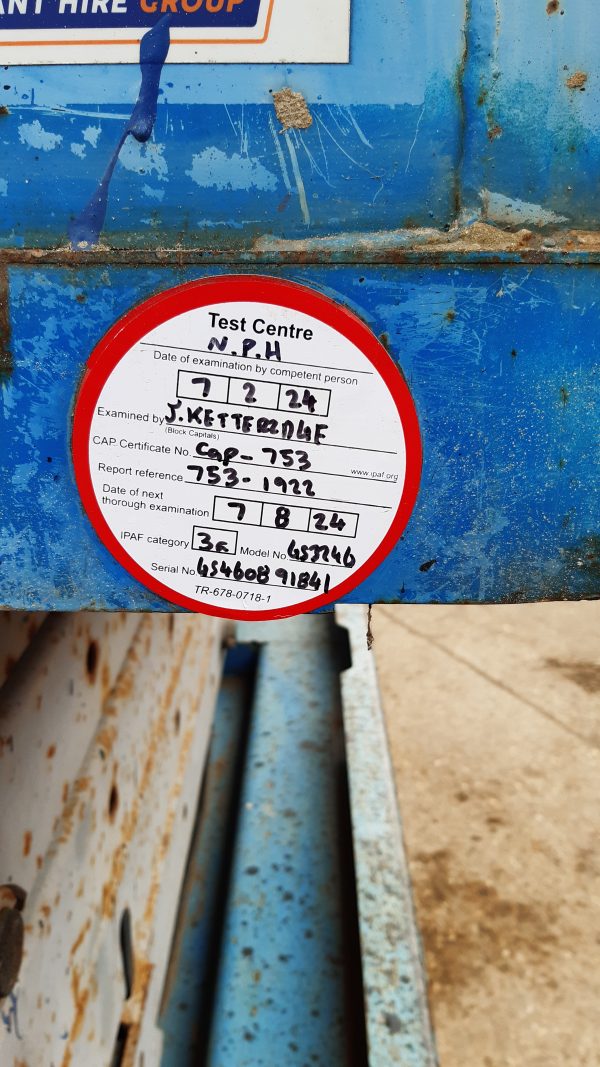 ANT HIRE GROUP
Test Centre
N.P.H
Date of examination by competent person
7 2 24
Examined by J. KETTERIDGE
(Block Capitals)
CAP Certificate No. Cap - 753
www.ipaf.org
Report reference 753 - 1922
Date of next
thorough examination 7 8 24
IPAF category 3a Model No GS3246
Serial No GS4608 91841
TR-678-0718-1